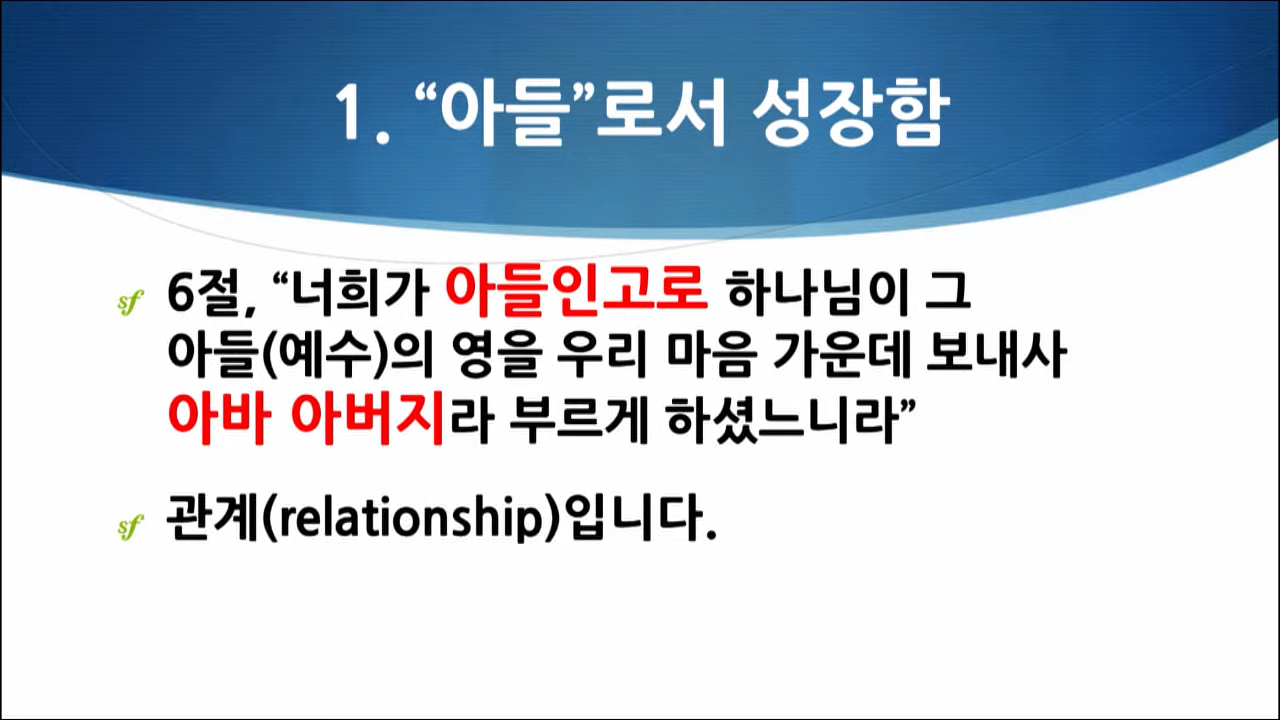 1. “아들”로서 성장함
6절, “너희가 아들인고로 하나님이 그
아들(예수)의 영을 우리 마음 가운데 보내사
아바 아버지라 부르게 하셨느니라”
관계(relationship)입니다.